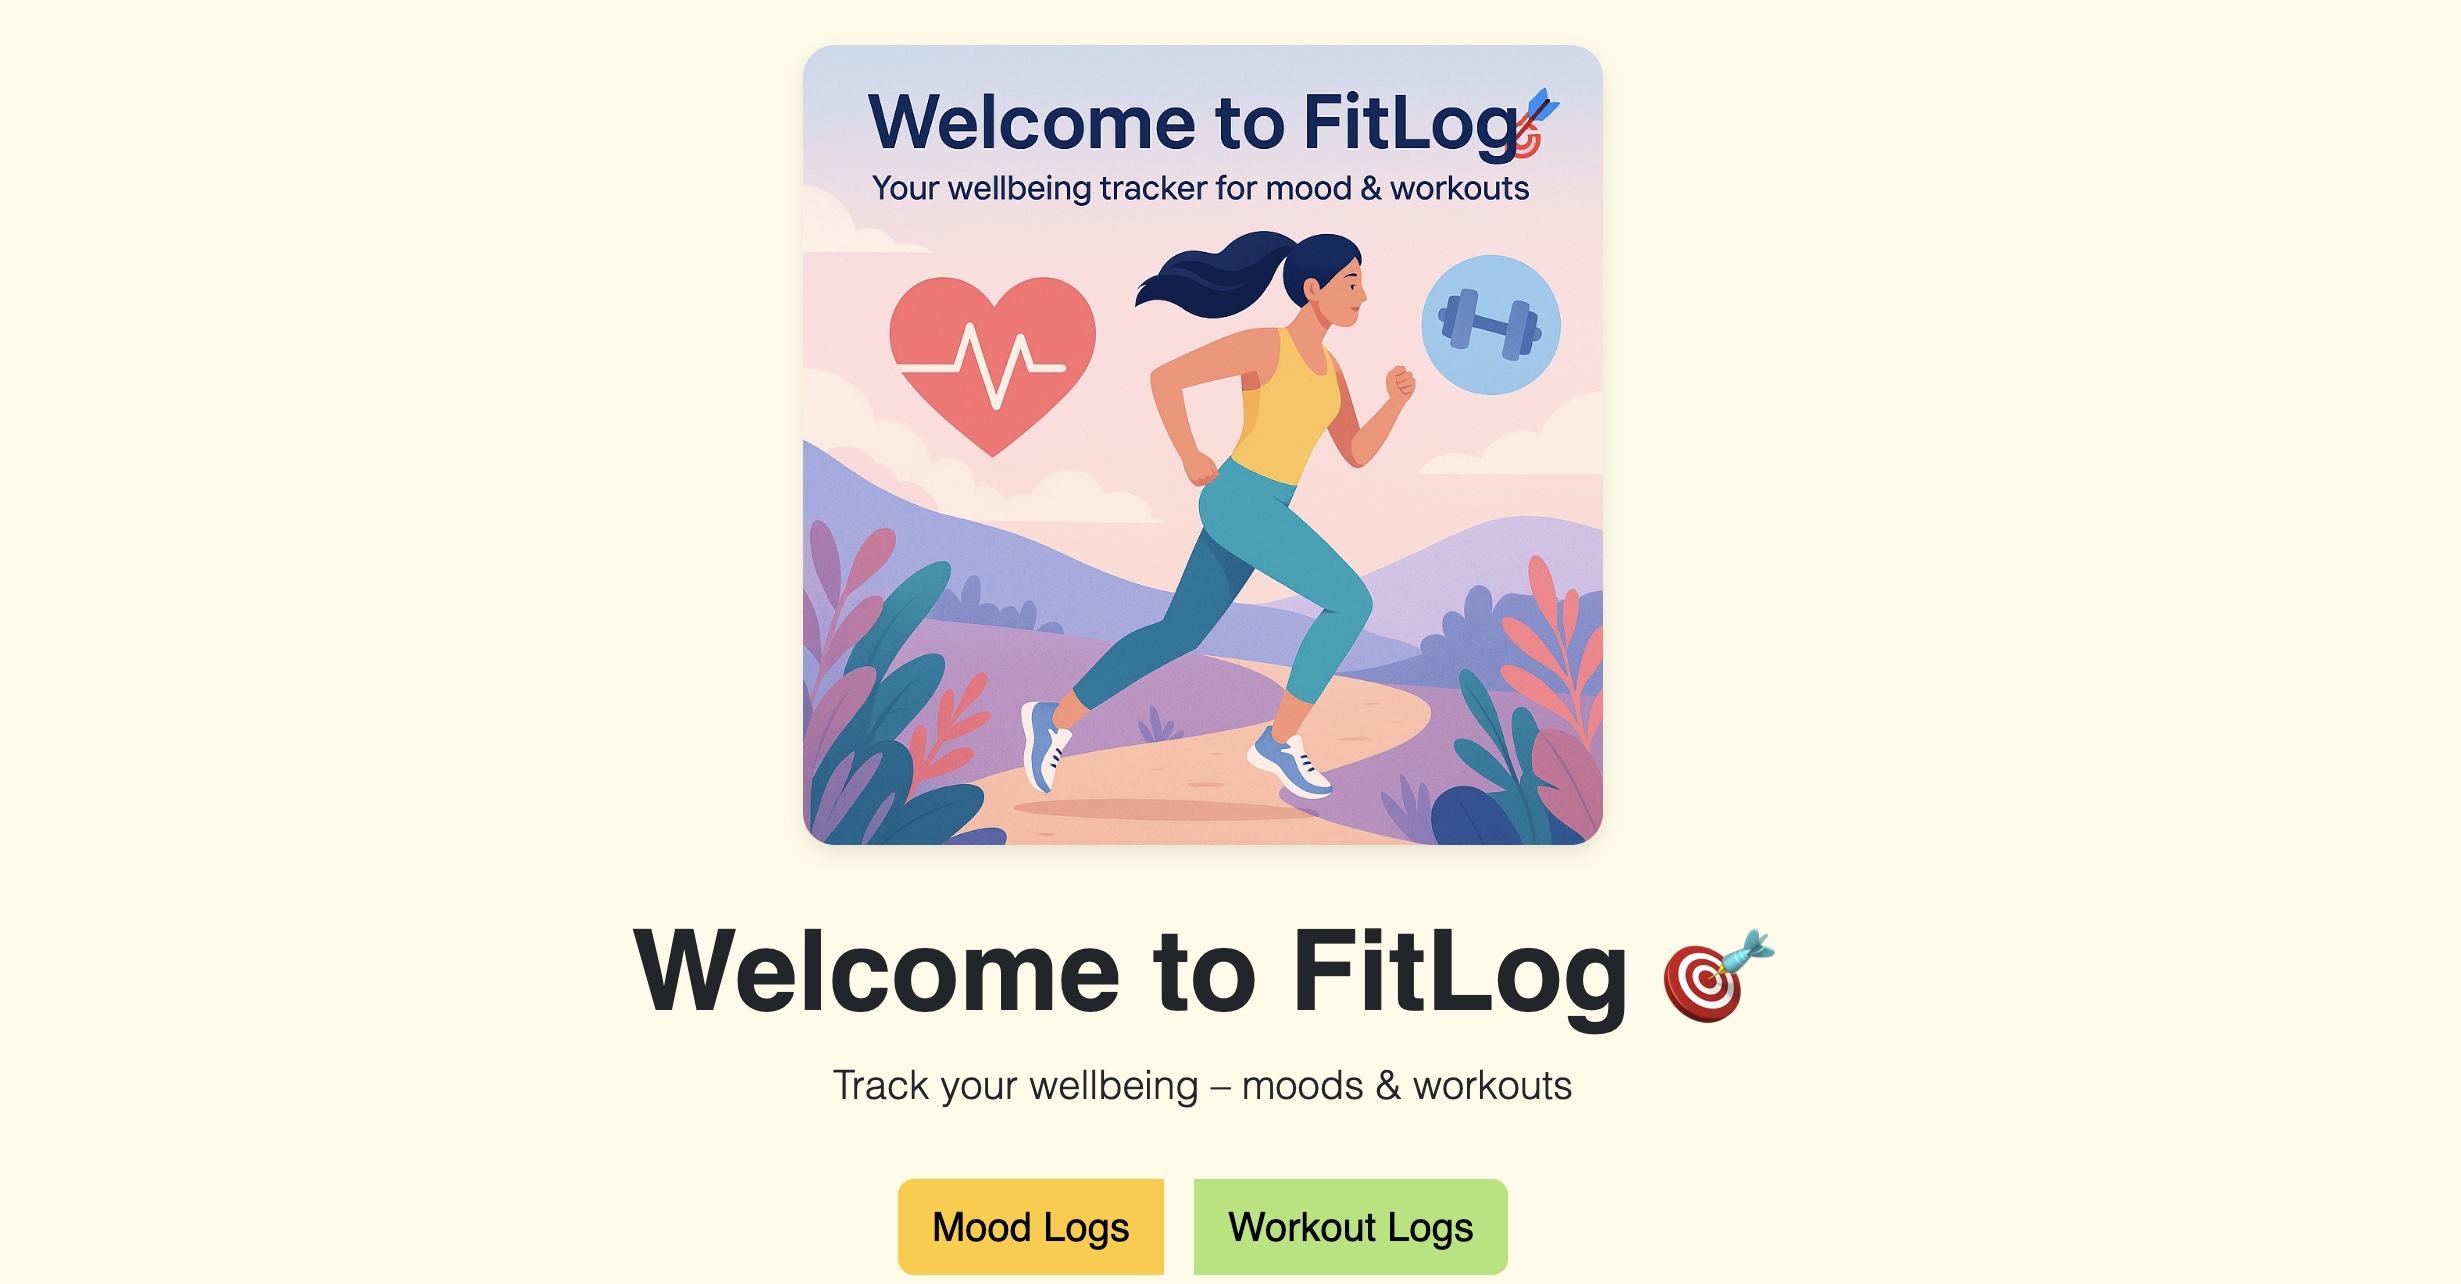 Welcome to FitLog🎯
Your wellbeing tracker for mood & workouts
Welcome to FitLog 🎯
Track your wellbeing – moods & workouts
Mood Logs
Workout Logs